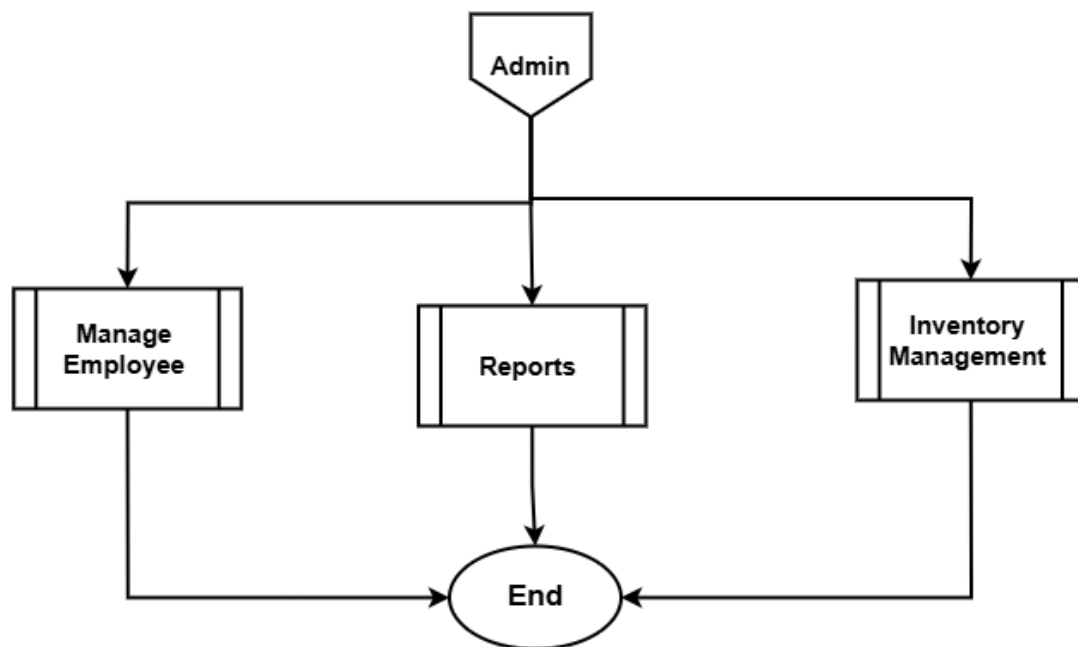 Admin
Manage
Employee
Reports
Inventory
Management
End